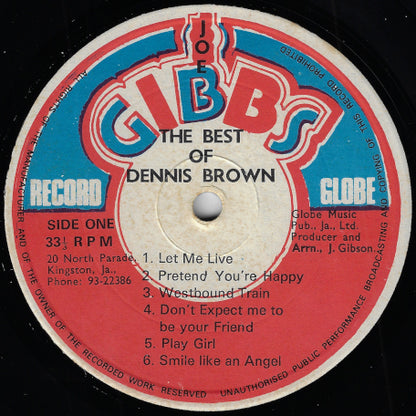 JOE
GIBBS
THE BEST
OF
DENNIS BROWN
RECORD GLOBE
SIDE ONE
33⅓ RPM
20 North Parade,
Kingston, Ja.,
Phone: 93-22386
Globe Music
Pub., Ja., Ltd.
Producer and
Arrn., J. Gibson.
1. Let Me Live
2. Pretend You're Happy
3. Westbound Train
4. Don't Expect me to
be your Friend
5. Play Girl
6. Smile like an Angel
ALL RIGHTS OF THE MANUFACTURER AND OF THE OWNER OF THE RECORDED WORK RESERVED UNAUTHORISED PUBLIC PERFORMANCE BROADCASTING AND COPYING OF THIS RECORD PROHIBITED